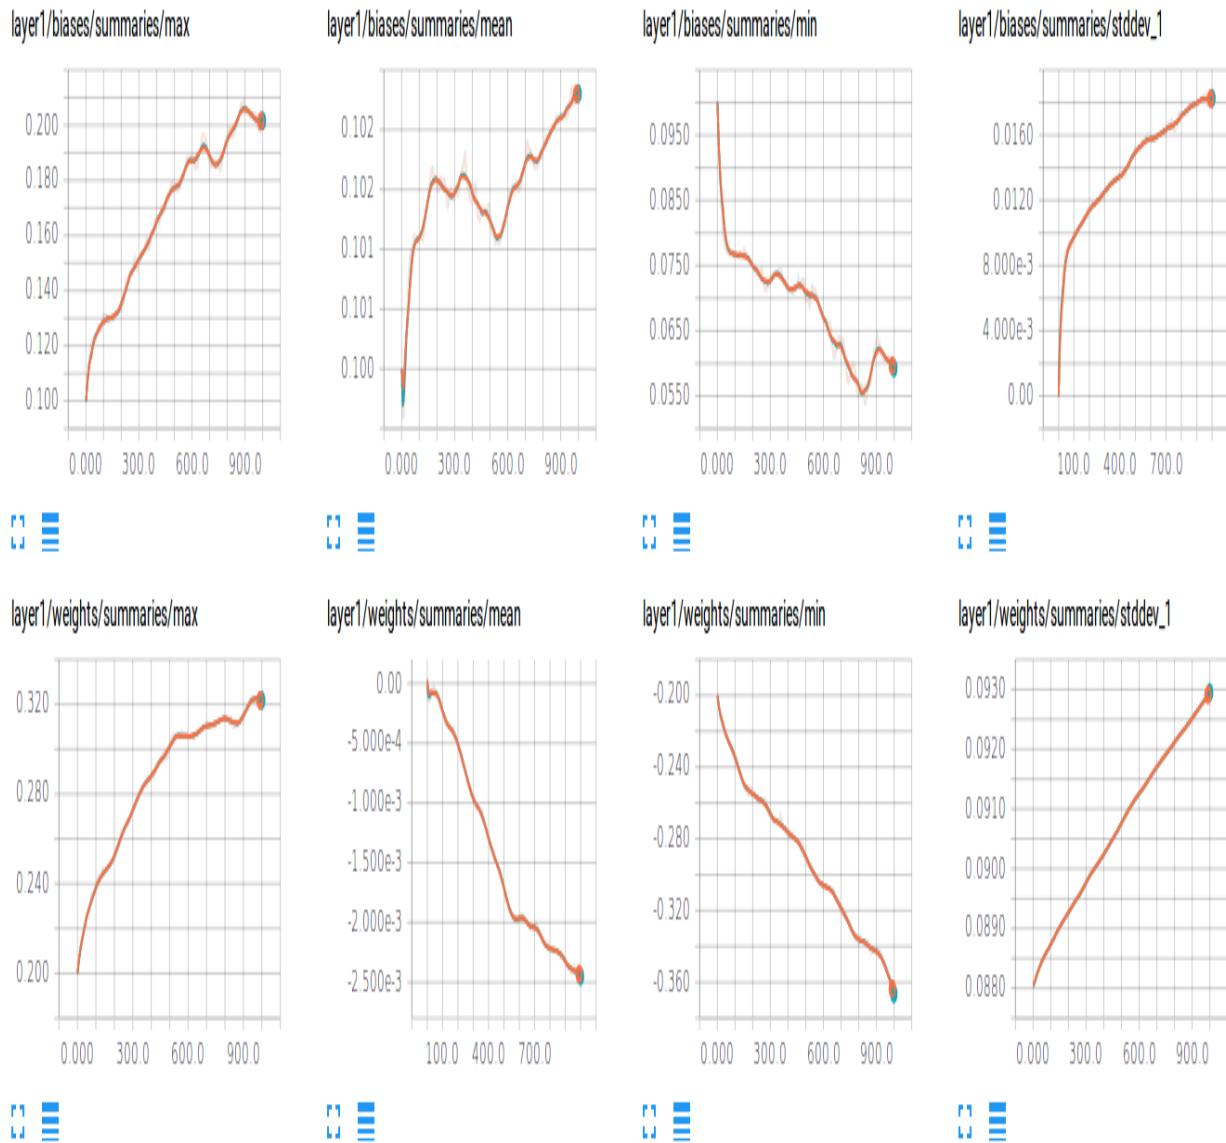 layer1/biases/summaries/max
0.200
0.180
0.160
0.140
0.120
0.100
0.000 300.0 600.0 900.0
layer1/biases/summaries/mean
0.102
0.102
0.101
0.101
0.100
0.000 300.0 600.0 900.0
layer1/biases/summaries/min
0.0950
0.0850
0.0750
0.0650
0.0550
0.000 300.0 600.0 900.0
layer1/biases/summaries/stddev_1
0.0160
0.0120
8.000e-3
4.000e-3
0.00
100.0 400.0 700.0
layer1/weights/summaries/max
0.320
0.280
0.240
0.200
0.000 300.0 600.0 900.0
layer1/weights/summaries/mean
0.00
-5.000e-4
-1.000e-3
-1.500e-3
-2.000e-3
-2.500e-3
100.0 400.0 700.0
layer1/weights/summaries/min
-0.200
-0.240
-0.280
-0.320
-0.360
0.000 300.0 600.0 900.0
layer1/weights/summaries/stddev_1
0.0930
0.0920
0.0910
0.0900
0.0890
0.0880
0.000 300.0 600.0 900.0